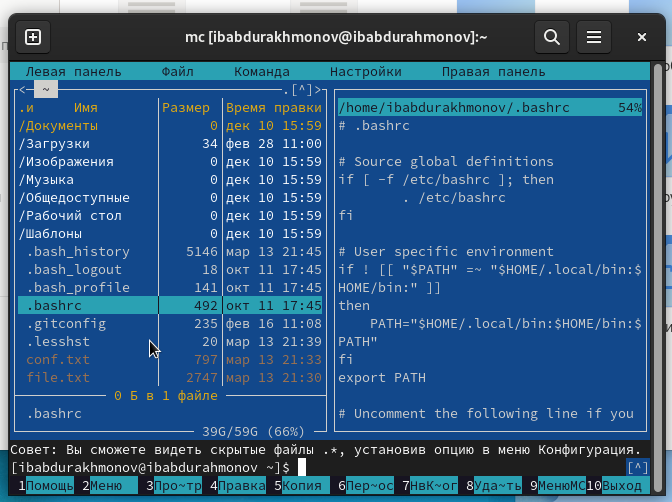 mc [ibabdurakhmonov@ibabdurahmonov]:~
Левая панель Файл Команда Настройки Правая панель
<─ ~ .[^]>
.и Имя Размер Время правки
/Документы 0 дек 10 15:59
/Загрузки 34 фев 28 11:00
/Изображения 0 дек 10 15:59
/Музыка 0 дек 10 15:59
/Общедоступные 0 дек 10 15:59
/Рабочий стол 0 дек 10 15:59
/Шаблоны 0 дек 10 15:59
.bash_history 5146 мар 13 21:45
.bash_logout 18 окт 11 17:45
.bash_profile 141 окт 11 17:45
.bashrc 492 окт 11 17:45
.gitconfig 235 фев 16 11:08
.lesshst 20 мар 13 21:39
conf.txt 797 мар 13 21:33
file.txt 2747 мар 13 21:30
0 Б в 1 файле
.bashrc
39G/59G (66%)
/home/ibabdurakhmonov/.bashrc 54%
# .bashrc
# Source global definitions
if [ -f /etc/bashrc ]; then
. /etc/bashrc
fi
# User specific environment
if ! [[ "$PATH" =~ "$HOME/.local/bin:$
HOME/bin:" ]]
then
PATH="$HOME/.local/bin:$HOME/bin:$
PATH"
fi
export PATH
# Uncomment the following line if you
Совет: Вы сможете видеть скрытые файлы .*, установив опцию в меню Конфигурация.
[ibabdurakhmonov@ibabdurahmonov ~]$ [^]
1Помощь 2Меню 3Про~тр 4Правка 5Копия 6Пер~ос 7НвК~ог 8Уда~ть 9МенюMC 10Выход